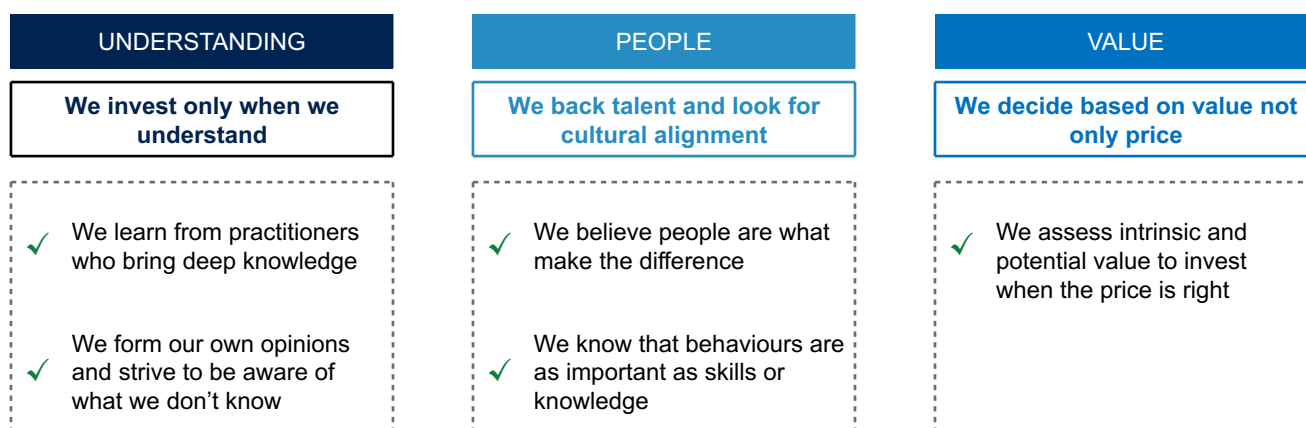 UNDERSTANDING
We invest only when we
understand
We learn from practitioners
who bring deep knowledge
We form our own opinions
and strive to be aware of
what we don’t know
PEOPLE
We back talent and look for
cultural alignment
We believe people are what
make the difference
We know that behaviours are
as important as skills or
knowledge
VALUE
We decide based on value not
only price
We assess intrinsic and
potential value to invest
when the price is right